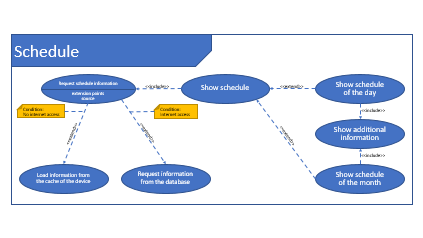 Schedule
Request schedule information
extension points
source
Show schedule
Show schedule
of the day
<<include>>
<<include>>
Condition:
No internet access
Condition:
Internet access
Show additional
information
<<include>>
<<include>>
Load information from
the cache of the device
Request information
from the database
Show schedule
of the month